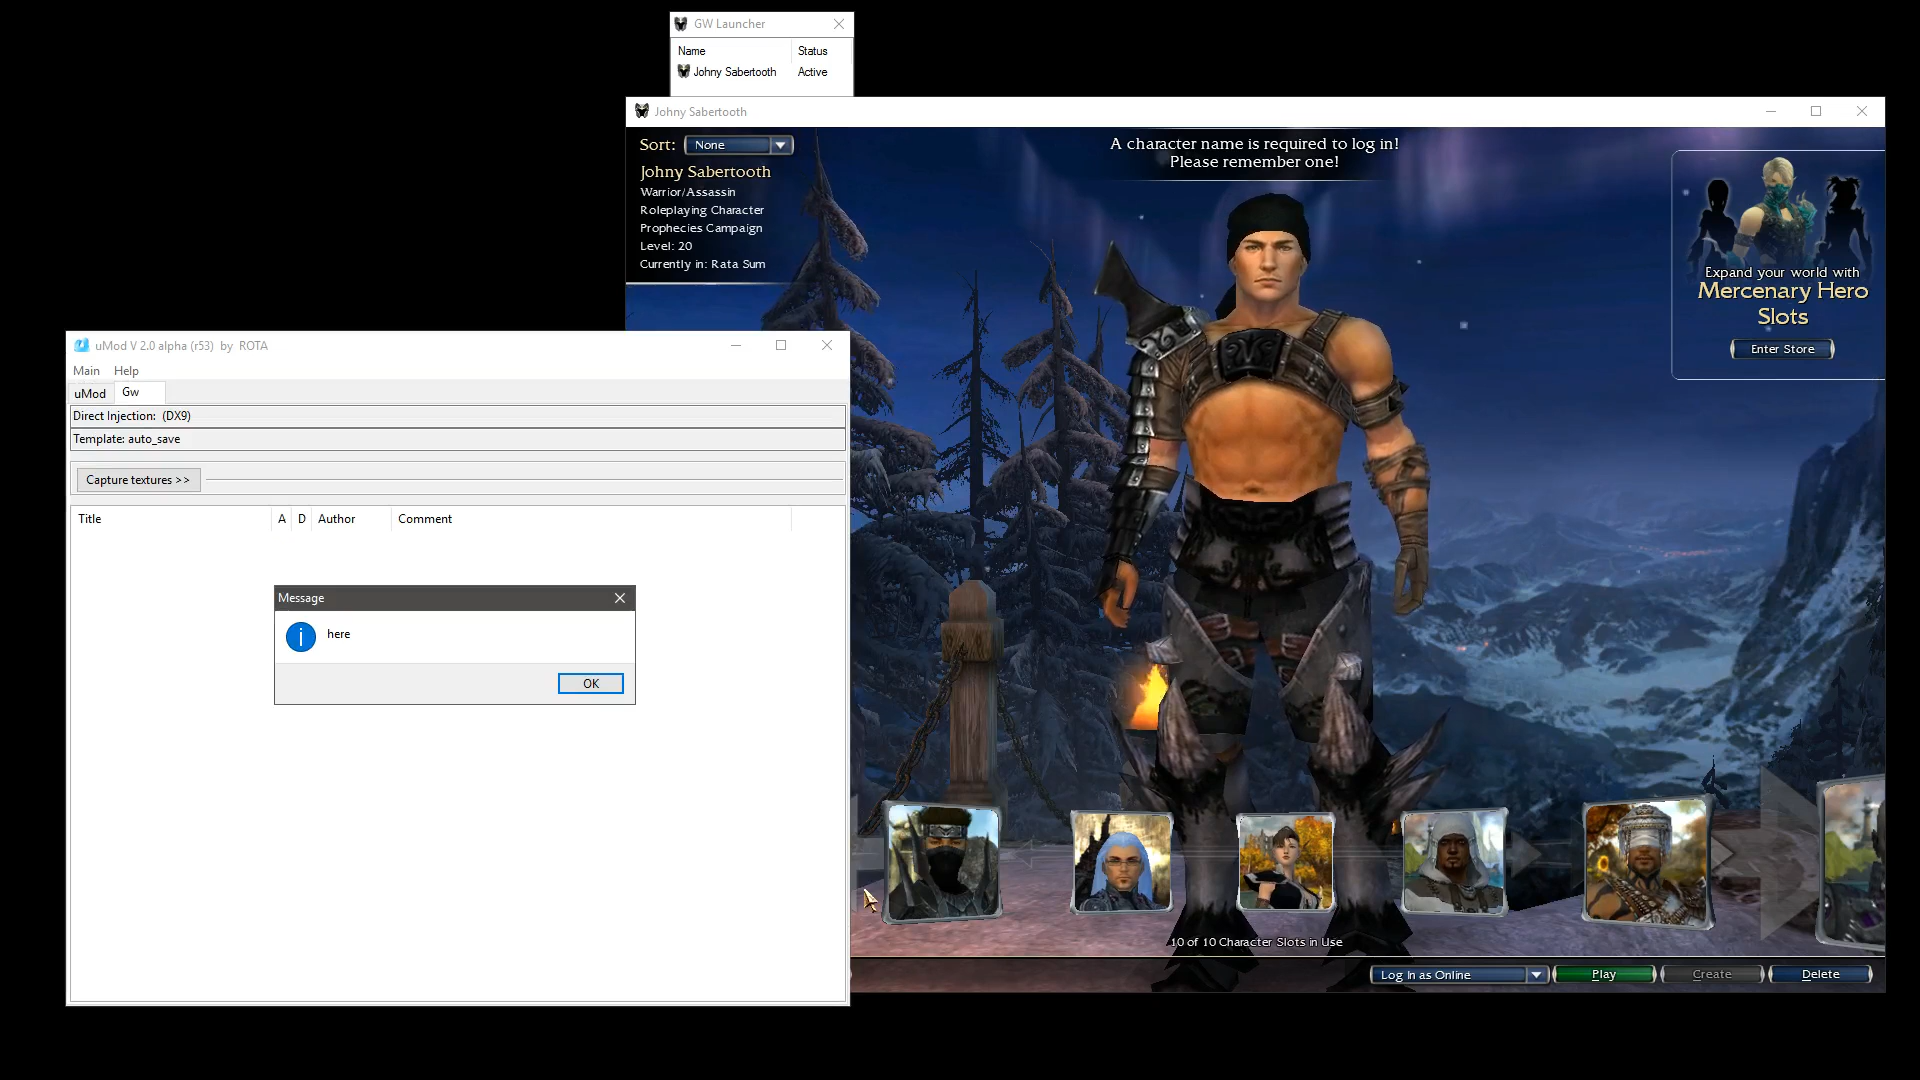 GW Launcher
Name Status
Johny Sabertooth Active
Johny Sabertooth
Sort: None
Johny Sabertooth
Warrior/Assassin
Roleplaying Character
Prophecies Campaign
Level: 20
Currently in: Rata Sum
A character name is required to log in!
Please remember one!
Expand your world with
Mercenary Hero
Slots
Enter Store
uMod V 2.0 alpha (r53) by ROTA
Main Help
uMod Gw
Direct Injection: (DX9)
Template: auto_save
Capture textures >>
Title A D Author Comment
Message
here
OK
10 of 10 Character Slots in Use
Log In as Online Play Create Delete